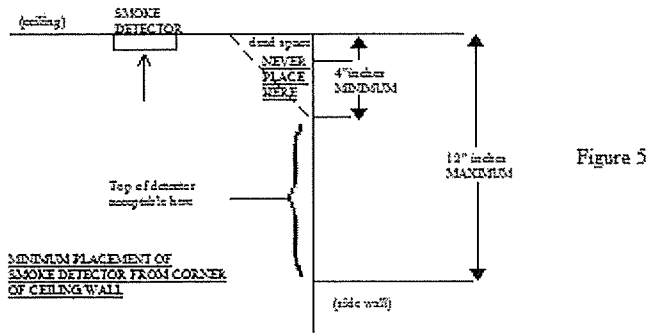 SMOKE
DETECTOR
(ceiling)
dead space
NEVER
PLACE
HERE
4" inches
MINIMUM
12" inches
MAXIMUM
Figure 5
Top of detector
acceptable here
MINIMUM PLACEMENT OF
SMOKE DETECTOR FROM CORNER
OF CEILING WALL
(side wall)